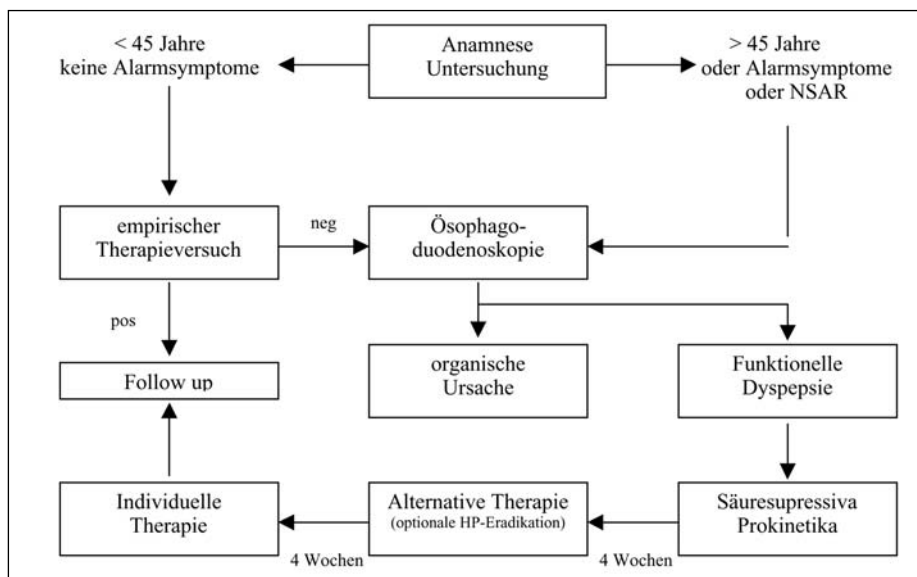 < 45 Jahre
keine Alarmsymptome
Anamnese
Untersuchung
> 45 Jahre
oder Alarmsymptome
oder NSAR
empirischer
Therapieversuch
neg
Ösophago-
duodenoskopie
pos
Follow up
organische
Ursache
Funktionelle
Dyspepsie
Individuelle
Therapie
Alternative Therapie
(optionale HP-Eradikation)
Säuresupressiva
Prokinetika
4 Wochen
4 Wochen